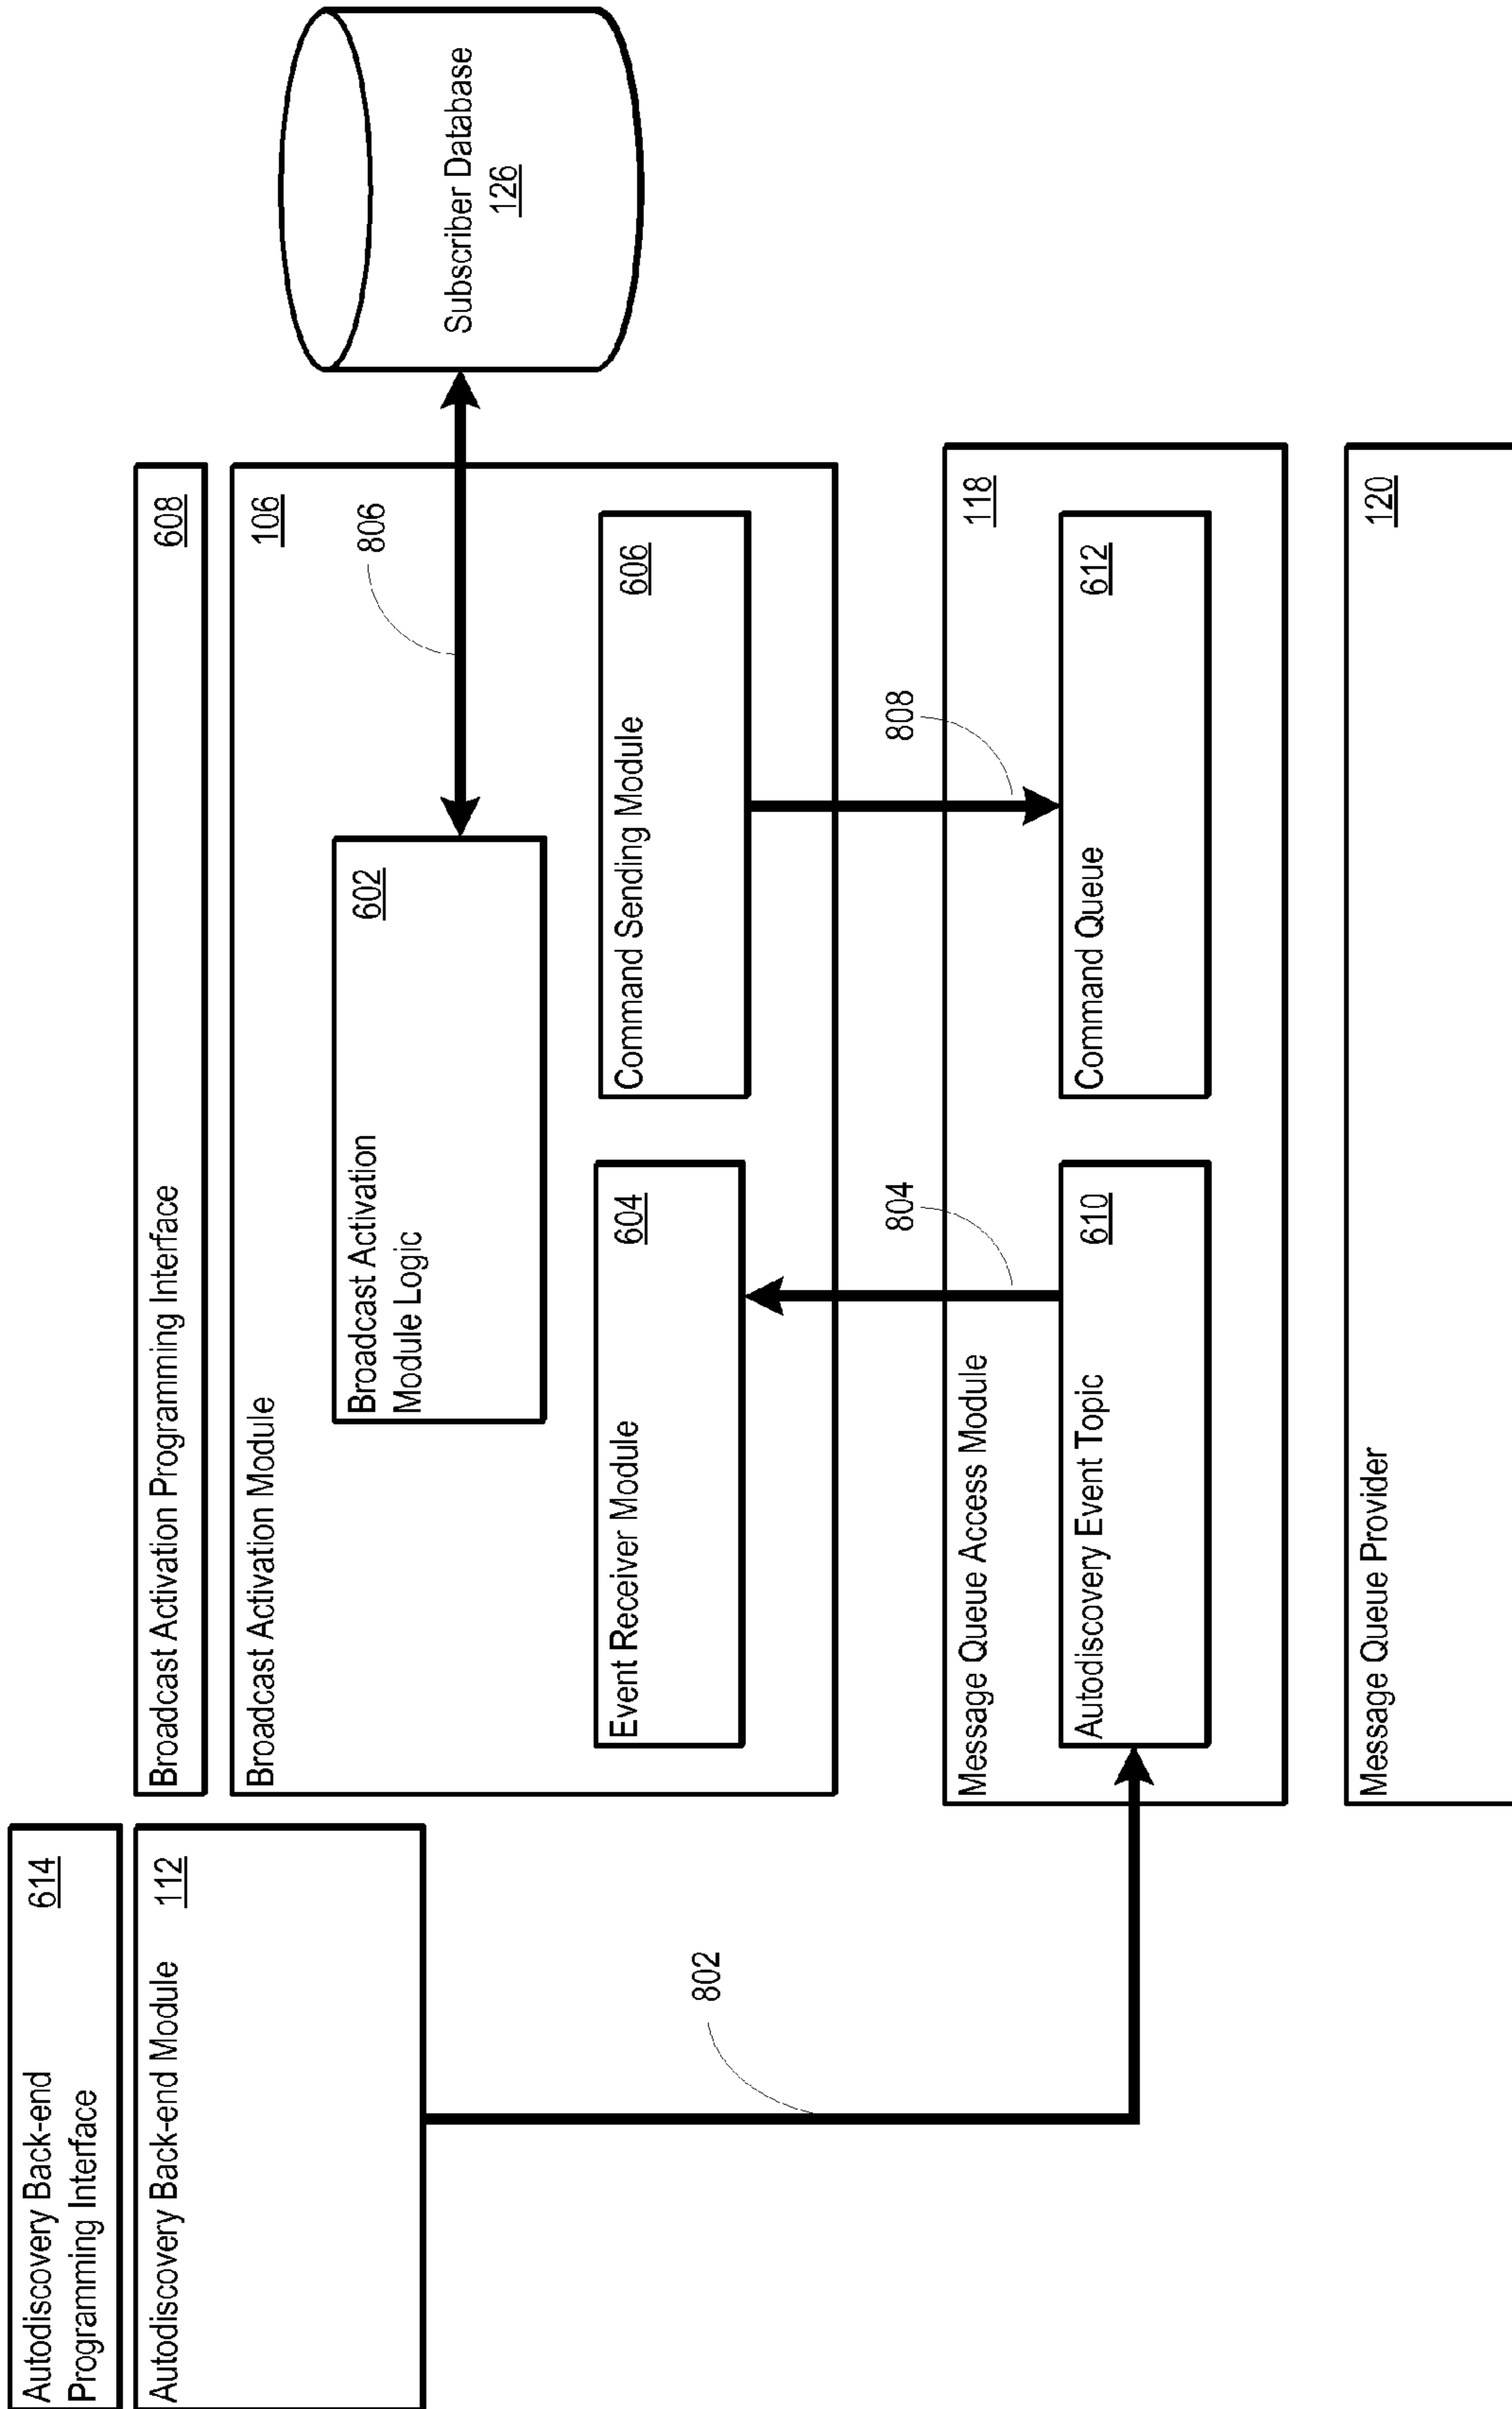 Autodiscovery Back-end
Programming Interface
614
Autodiscovery Back-end Module
112
802
Broadcast Activation Programming Interface
608
Broadcast Activation Module
106
Broadcast Activation
Module Logic
602
806
Subscriber Database
126
Event Receiver Module
604
Command Sending Module
606
804
808
Message Queue Access Module
118
Autodiscovery Event Topic
610
Command Queue
612
Message Queue Provider
120